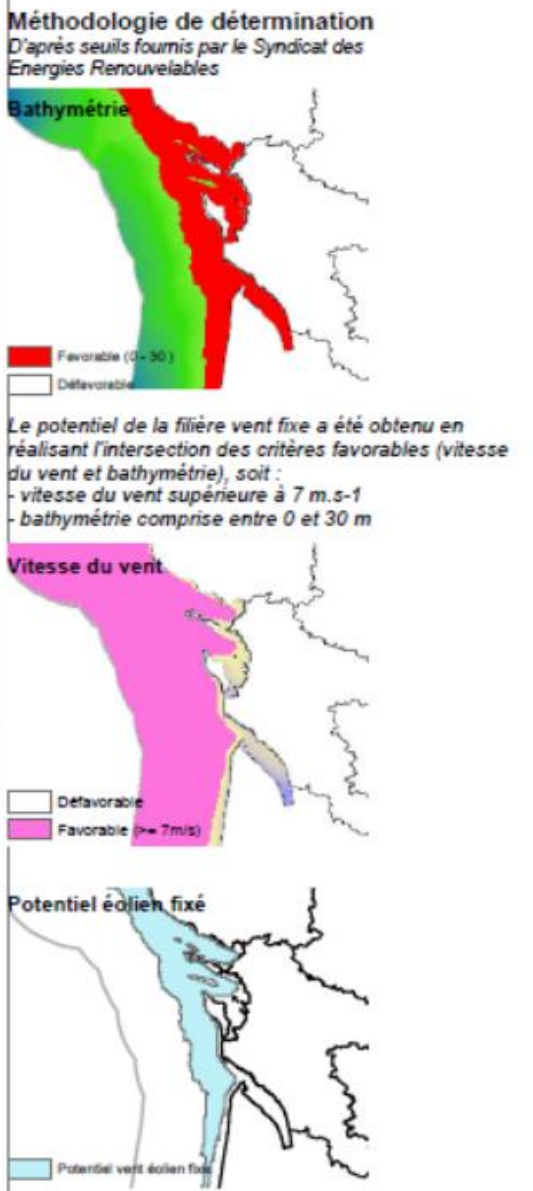 Méthodologie de détermination
D'après seuils fournis par le Syndicat des
Energies Renouvelables
Bathymétrie
Favorable (0 - 30 )
Défavorable
Le potentiel de la filière vent fixe a été obtenu en
réalisant l'intersection des critères favorables (vitesse
du vent et bathymétrie), soit :
- vitesse du vent supérieure à 7 m.s-1
- bathymétrie comprise entre 0 et 30 m
Vitesse du vent
Défavorable
Favorable (>= 7m/s)
Potentiel éolien fixé
Potentiel vent éolien fixe